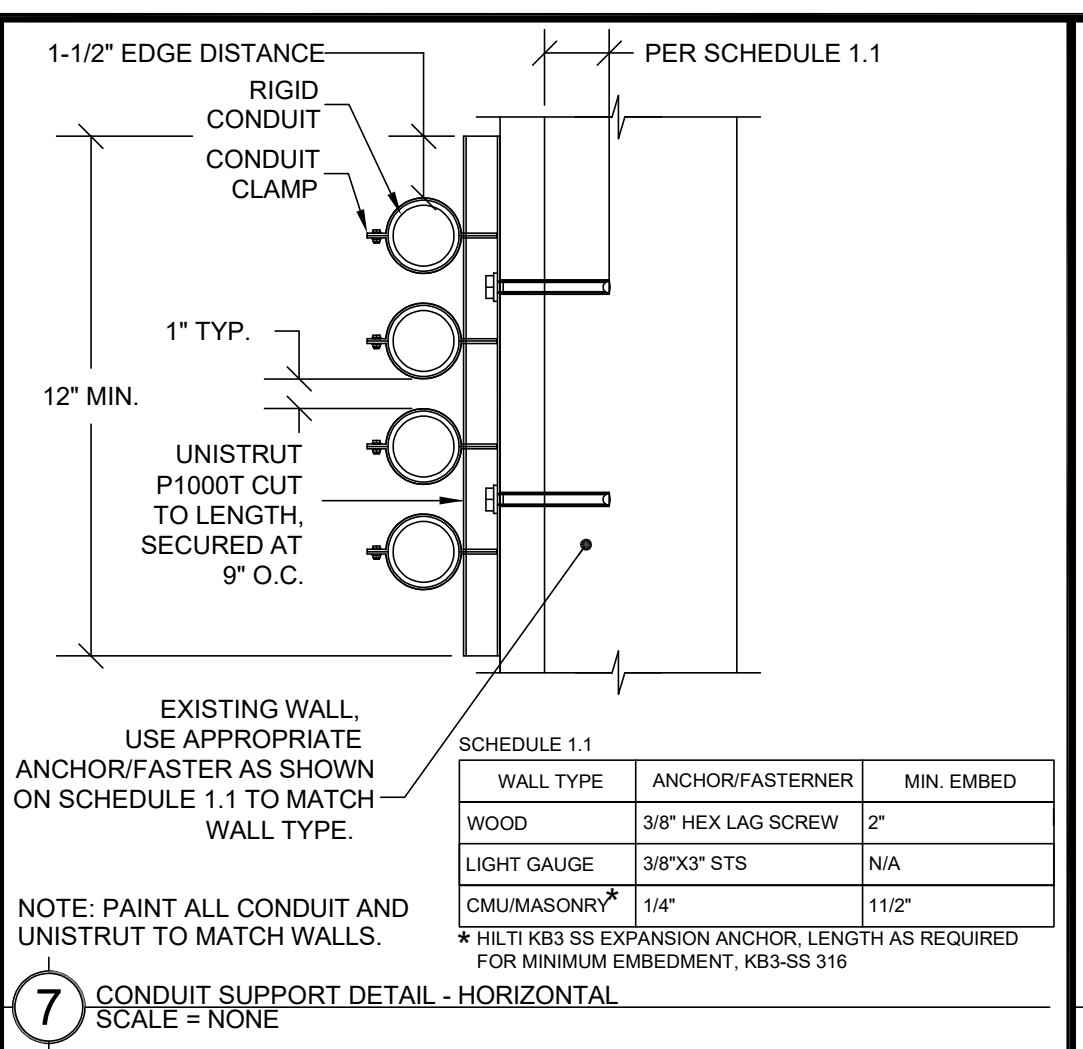 1-1/2" EDGE DISTANCE
PER SCHEDULE 1.1
RIGID
CONDUIT
CONDUIT
CLAMP
1" TYP.
12" MIN.
UNISTRUT
P1000T CUT
TO LENGTH,
SECURED AT
9" O.C.
EXISTING WALL,
USE APPROPRIATE
ANCHOR/FASTER AS SHOWN
ON SCHEDULE 1.1 TO MATCH
WALL TYPE.
SCHEDULE 1.1
WALL TYPE ANCHOR/FASTERNER MIN. EMBED
WOOD 3/8" HEX LAG SCREW 2"
LIGHT GAUGE 3/8"X3" STS N/A
CMU/MASONRY* 1/4" 11/2"
* HILTI KB3 SS EXPANSION ANCHOR, LENGTH AS REQUIRED
FOR MINIMUM EMBEDMENT, KB3-SS 316
NOTE: PAINT ALL CONDUIT AND
UNISTRUT TO MATCH WALLS.
7 CONDUIT SUPPORT DETAIL - HORIZONTAL
SCALE = NONE